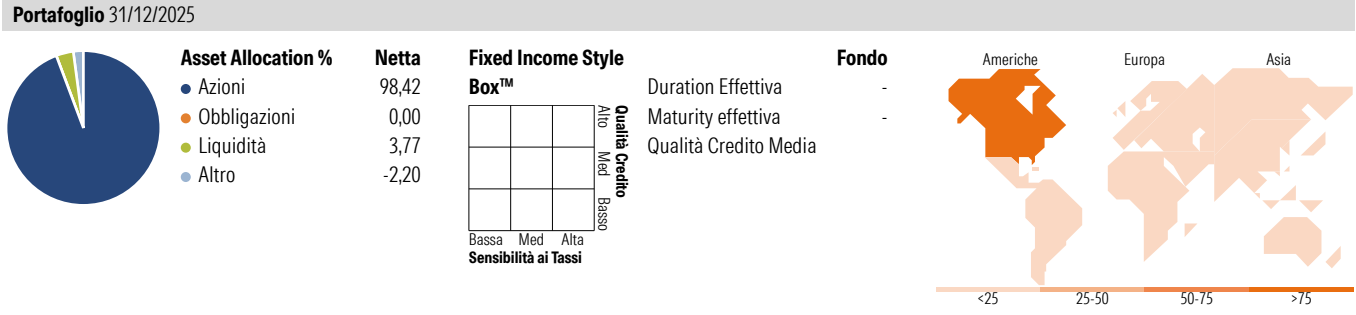 Portafoglio 31/12/2025
Asset Allocation % Netta
Azioni 98,42
Obbligazioni 0,00
Liquidità 3,77
Altro -2,20
Fixed Income Style
Box™
Alto Med Basso
Qualità Credito
Bassa Med Alta
Sensibilità ai Tassi
Fondo
Duration Effettiva -
Maturity effettiva -
Qualità Credito Media
Americhe Europa Asia
<25 25-50 50-75 >75